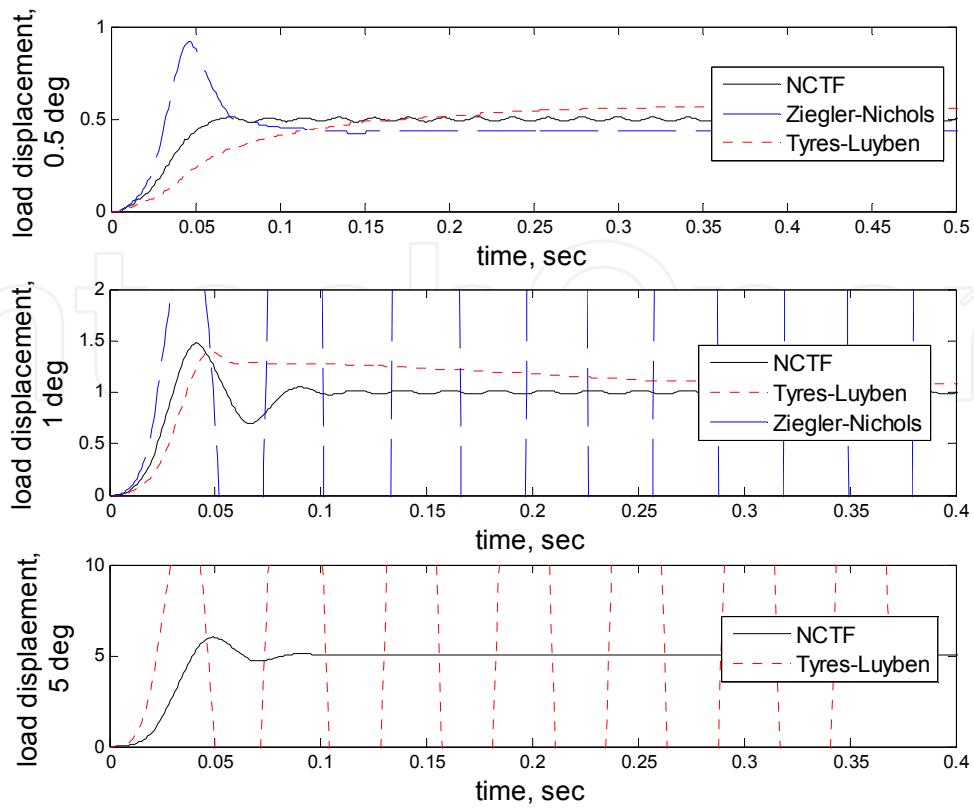 load displacement,
0.5 deg
1
0.5
0
NCTF
Ziegler-Nichols
Tyres-Luyben
0 0.05 0.1 0.15 0.2 0.25 0.3 0.35 0.4 0.45 0.5
time, sec
load displacement,
1 deg
2
1.5
1
0.5
0
NCTF
Tyres-Luyben
Ziegler-Nichols
0 0.05 0.1 0.15 0.2 0.25 0.3 0.35 0.4
time, sec
load displaement,
5 deg
10
5
0
NCTF
Tyres-Luyben
0 0.05 0.1 0.15 0.2 0.25 0.3 0.35 0.4
time, sec